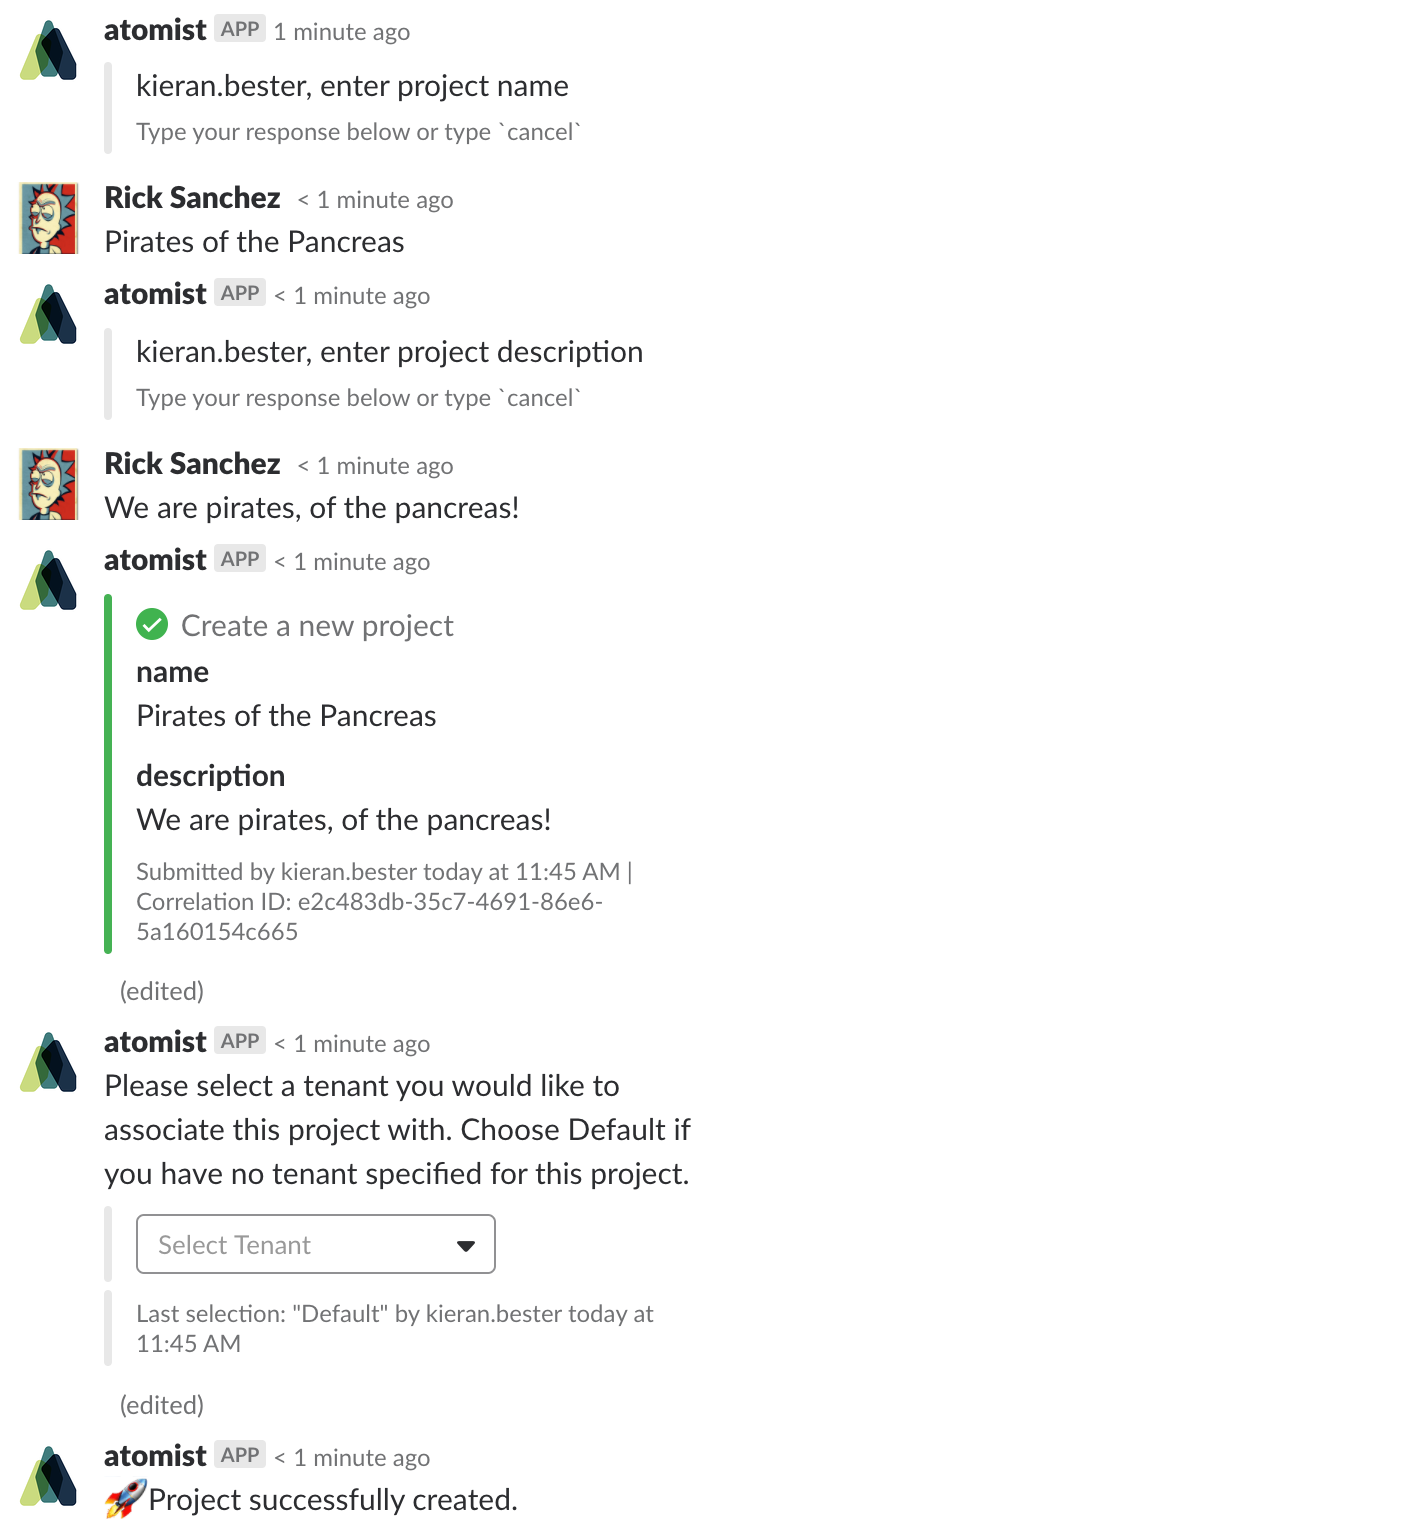 atomist APP 1 minute ago
kieran.bester, enter project name
Type your response below or type `cancel`
Rick Sanchez < 1 minute ago
Pirates of the Pancreas
atomist APP < 1 minute ago
kieran.bester, enter project description
Type your response below or type `cancel`
Rick Sanchez < 1 minute ago
We are pirates, of the pancreas!
atomist APP < 1 minute ago
Create a new project
name
Pirates of the Pancreas
description
We are pirates, of the pancreas!
Submitted by kieran.bester today at 11:45 AM |
Correlation ID: e2c483db-35c7-4691-86e6-
5a160154c665
(edited)
atomist APP < 1 minute ago
Please select a tenant you would like to
associate this project with. Choose Default if
you have no tenant specified for this project.
Select Tenant
Last selection: "Default" by kieran.bester today at
11:45 AM
(edited)
atomist APP < 1 minute ago
🚀Project successfully created.